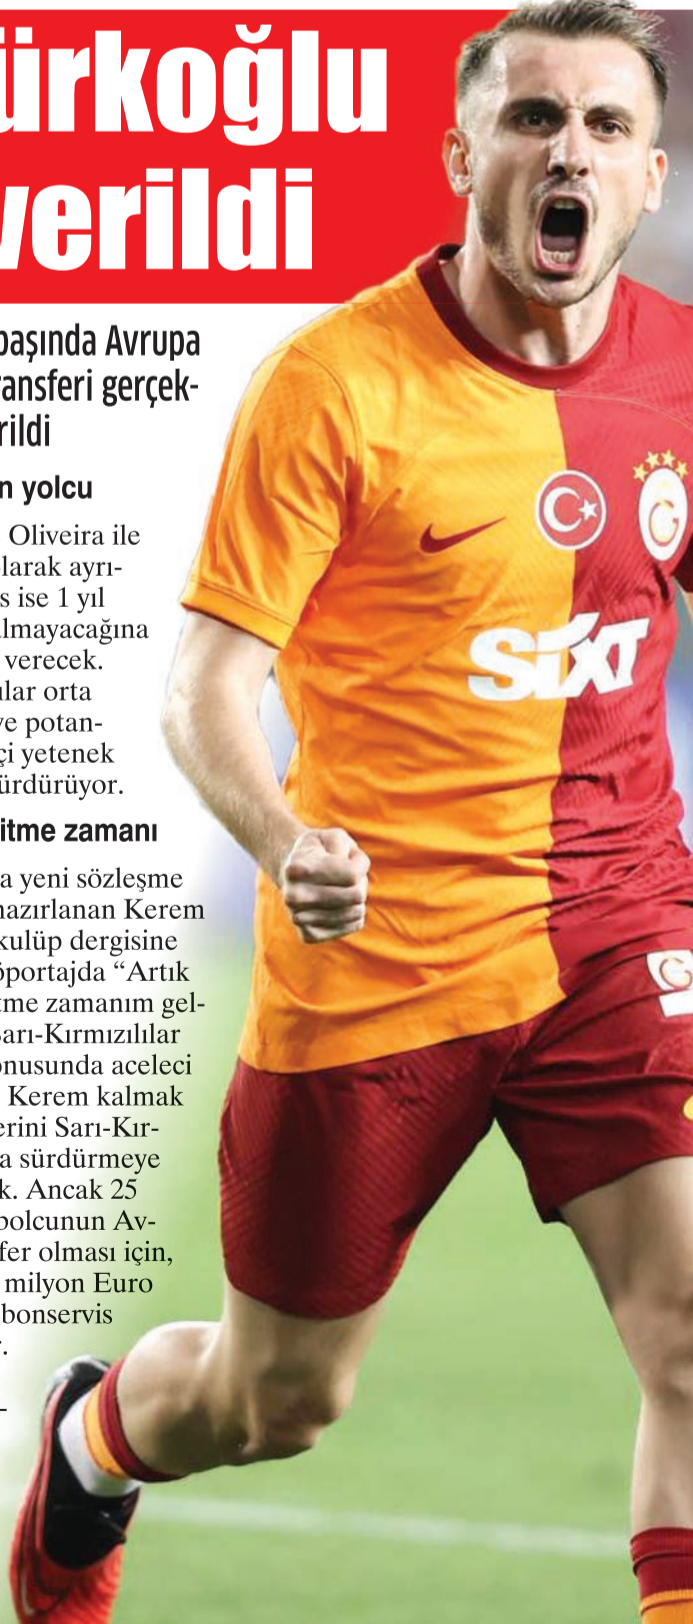 ürkoğlu
verildi
başında Avrupa
ransferi gerçek-
rildi
n yolcu
Oliveira ile
olarak ayrı-
s ise 1 yıl
almayacağına
verecek.
ılar orta
ve potan-
çi yetenek
ürdürüyor.
itme zamanı
a yeni sözleşme
hazırlanan Kerem
kulüp dergisine
öportajda “Artık
tme zamanım gel-
Sarı-Kırmızılılar
onusunda aceleci
Kerem kalmak
erini Sarı-Kır-
a sürdürmeye
k. Ancak 25
bolcunun Av-
fer olması için,
milyon Euro
bonservis
r.
SIXT